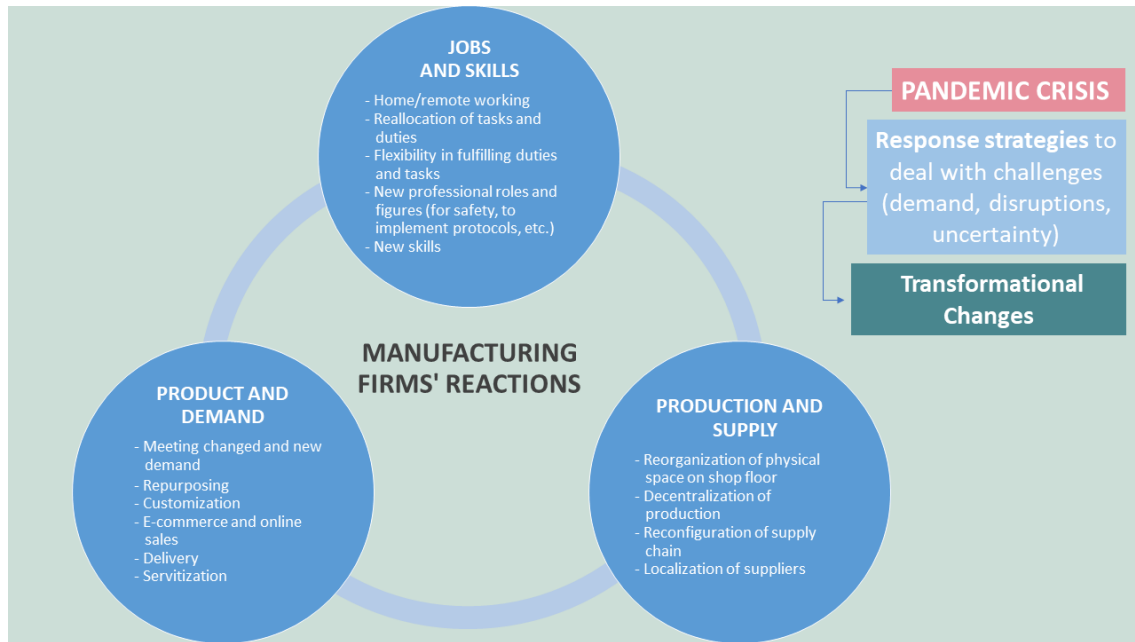 JOBS
AND SKILLS
- Home/remote working
- Reallocation of tasks and
duties
- Flexibility in fulfilling duties
and tasks
- New professional roles and
figures (for safety, to
implement protocols, etc.)
- New skills
PANDEMIC CRISIS
Response strategies to
deal with challenges
(demand, disruptions,
uncertainty)
Transformational
Changes
MANUFACTURING
FIRMS' REACTIONS
PRODUCT AND
DEMAND
- Meeting changed and new
demand
- Repurposing
- Customization
- E-commerce and online
sales
- Delivery
- Servitization
PRODUCTION AND
SUPPLY
- Reorganization of physical
space on shop floor
- Decentralization of
production
- Reconfiguration of supply
chain
- Localization of suppliers